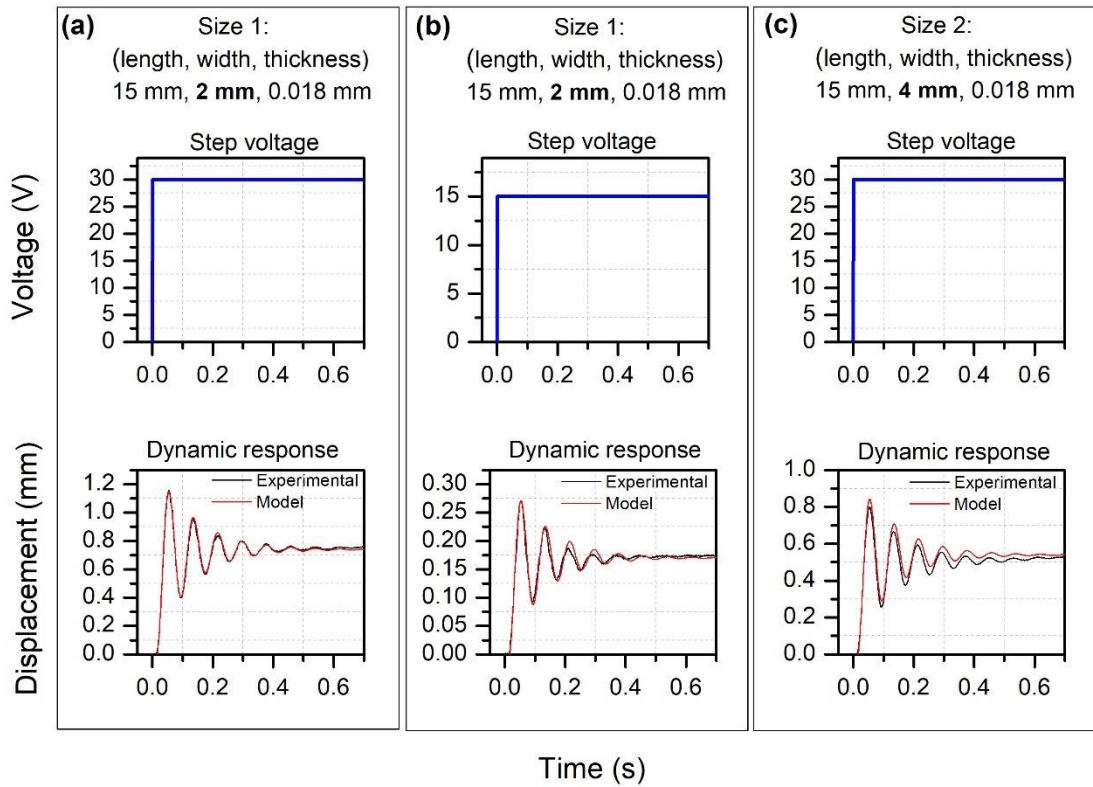 (a)
Size 1:
(length, width, thickness)
15 mm, 2 mm, 0.018 mm
Step voltage
Voltage (V)
30
25
20
15
10
5
0
0.0 0.2 0.4 0.6
Dynamic response
Displacement (mm)
Experimental
Model
1.2
1.0
0.8
0.6
0.4
0.2
0.0
0.0 0.2 0.4 0.6
(b)
Size 1:
(length, width, thickness)
15 mm, 2 mm, 0.018 mm
Step voltage
15
10
5
0
0.0 0.2 0.4 0.6
Dynamic response
Experimental
Model
0.30
0.25
0.20
0.15
0.10
0.05
0.00
0.0 0.2 0.4 0.6
(c)
Size 2:
(length, width, thickness)
15 mm, 4 mm, 0.018 mm
Step voltage
30
25
20
15
10
5
0
0.0 0.2 0.4 0.6
Dynamic response
Experimental
Model
1.0
0.8
0.6
0.4
0.2
0.0
0.0 0.2 0.4 0.6
Time (s)